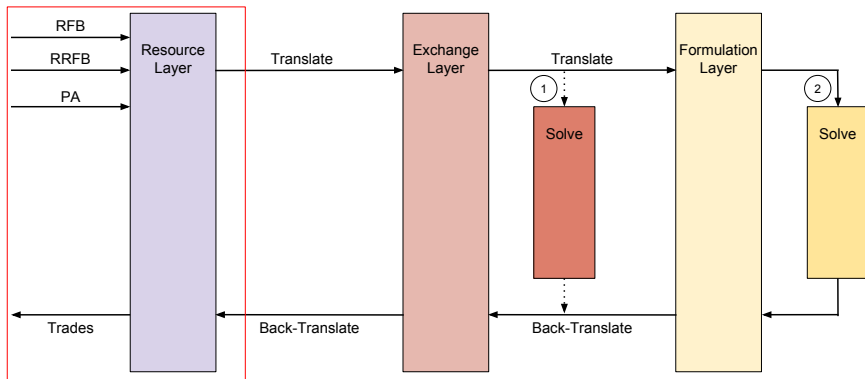 RFB
RRFB
PA
Resource
Layer
Translate
Exchange
Layer
Translate
Formulation
Layer
1
Solve
2
Solve
Trades
Back-Translate
Back-Translate